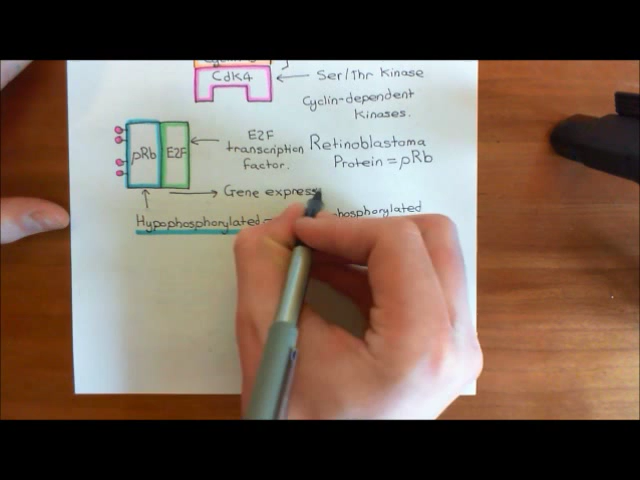 Cdk4
Ser/Thr Kinase
Cyclin-dependent
Kinases.
pRb
E2F
E2F
transcription
factor.
Retinoblastoma
Protein = pRb
Gene express
Hypophosphorylated
phosphorylated